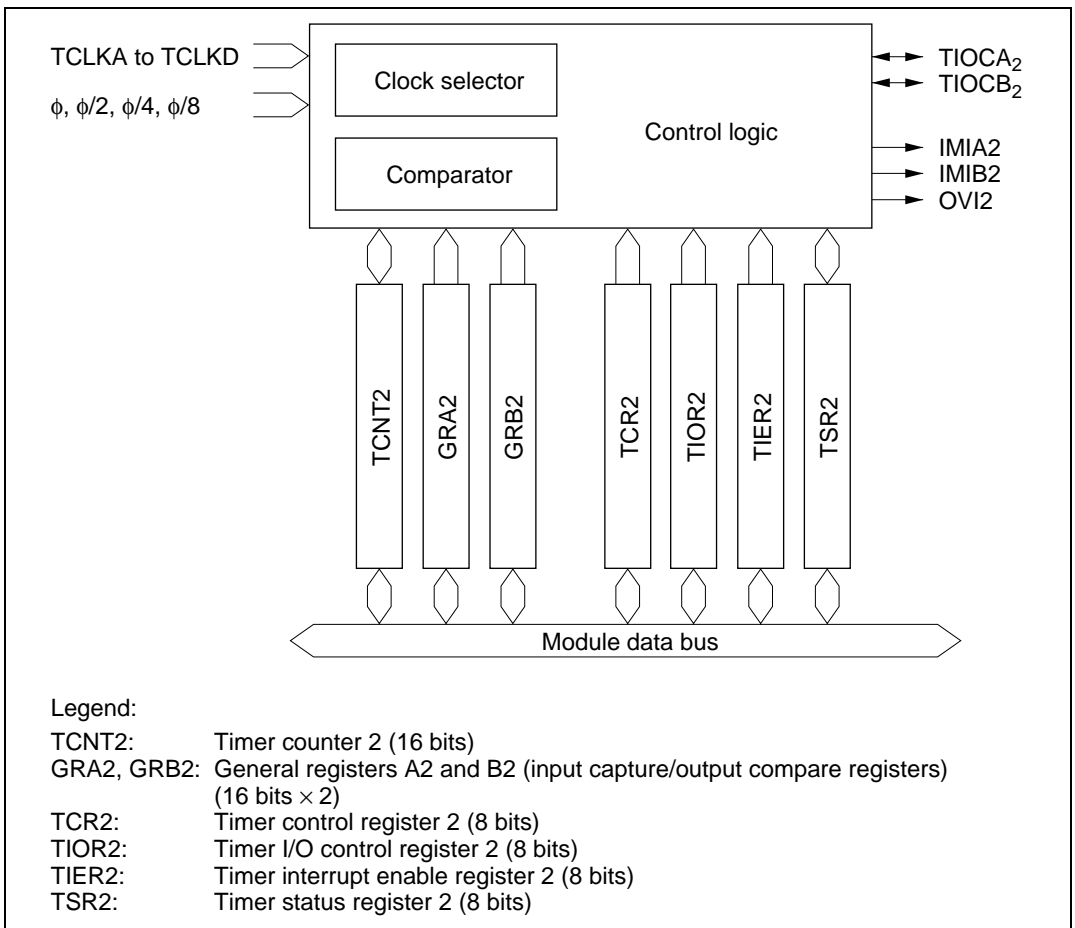 TCLKA to TCLKD
ϕ, ϕ/2, ϕ/4, ϕ/8
Clock selector
Comparator
Control logic
TIOCA2
TIOCB2
IMIA2
IMIB2
OVI2
TCNT2
GRA2
GRB2
TCR2
TIOR2
TIER2
TSR2
Module data bus
Legend:
TCNT2: Timer counter 2 (16 bits)
GRA2, GRB2: General registers A2 and B2 (input capture/output compare registers)
(16 bits × 2)
TCR2: Timer control register 2 (8 bits)
TIOR2: Timer I/O control register 2 (8 bits)
TIER2: Timer interrupt enable register 2 (8 bits)
TSR2: Timer status register 2 (8 bits)